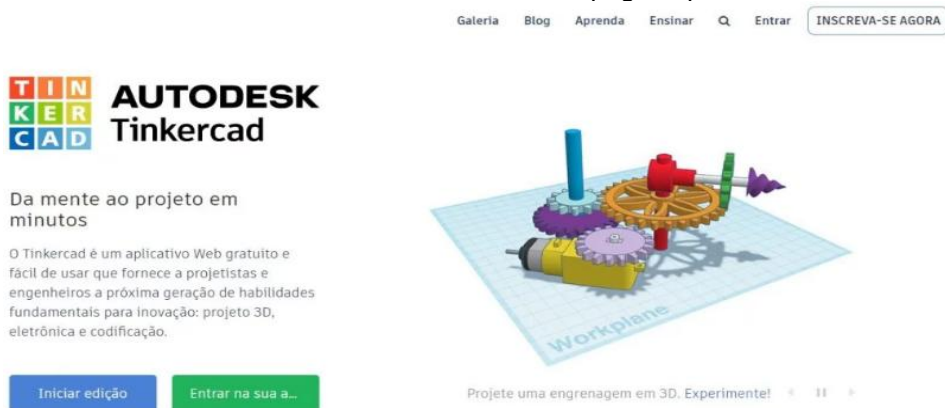 Galeria Blog Aprenda Ensinar Entrar INSCREVA-SE AGORA
TIN
KER
CAD
AUTODESK
Tinkercad
Da mente ao projeto em
minutos
O Tinkercad é um aplicativo Web gratuito e
fácil de usar que fornece a projetistas e
engenheiros a próxima geração de habilidades
fundamentais para inovação: projeto 3D,
eletrônica e codificação.
Iniciar edição Entrar na sua a...
Workplane
Projete uma engrenagem em 3D. Experimente!